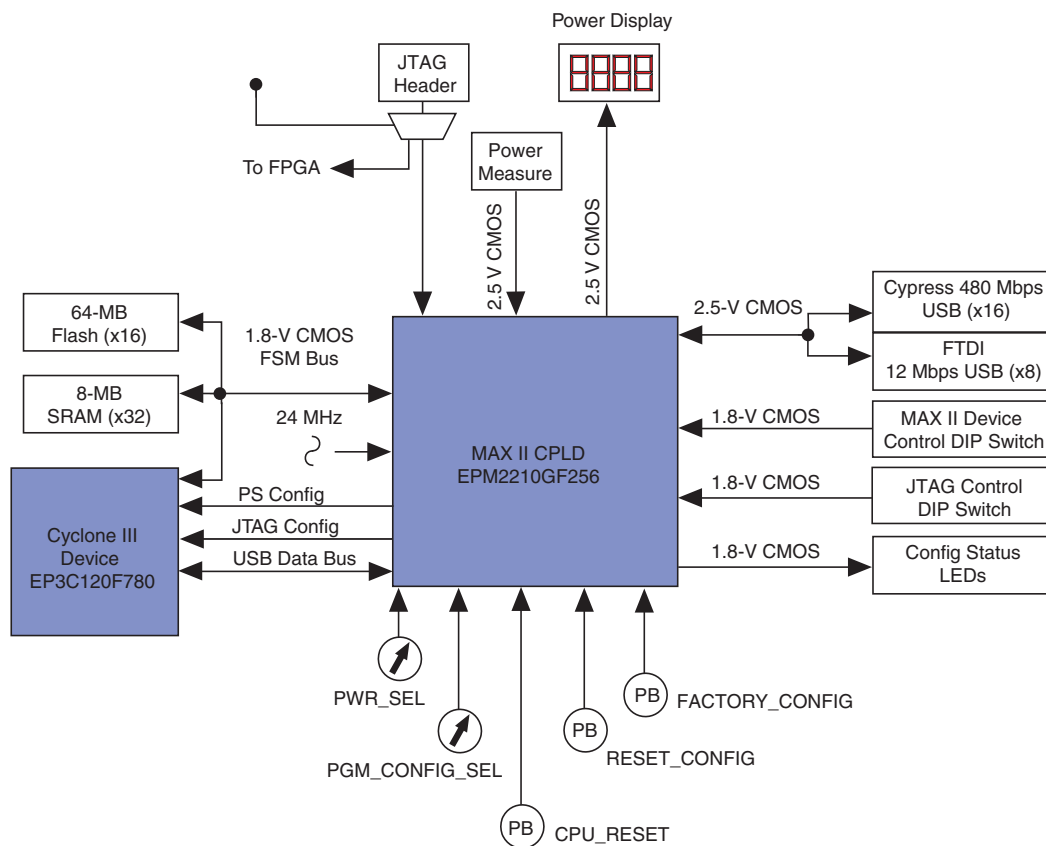 Power Display
8888
JTAG
Header
To FPGA
Power
Measure
2.5 V CMOS
2.5 V CMOS
64-MB
Flash (x16)
8-MB
SRAM (x32)
1.8-V CMOS
FSM Bus
24 MHz
Cyclone III
Device
EP3C120F780
PS Config
JTAG Config
USB Data Bus
MAX II CPLD
EPM2210GF256
2.5-V CMOS
Cypress 480 Mbps
USB (x16)
FTDI
12 Mbps USB (x8)
1.8-V CMOS
MAX II Device
Control DIP Switch
1.8-V CMOS
JTAG Control
DIP Switch
1.8-V CMOS
Config Status
LEDs
PWR_SEL
PGM_CONFIG_SEL
PB
CPU_RESET
PB
RESET_CONFIG
PB
FACTORY_CONFIG